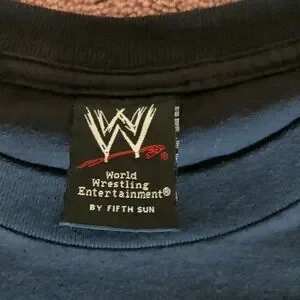 W
World
Wrestling
Entertainment®
BY FIFTH SUN